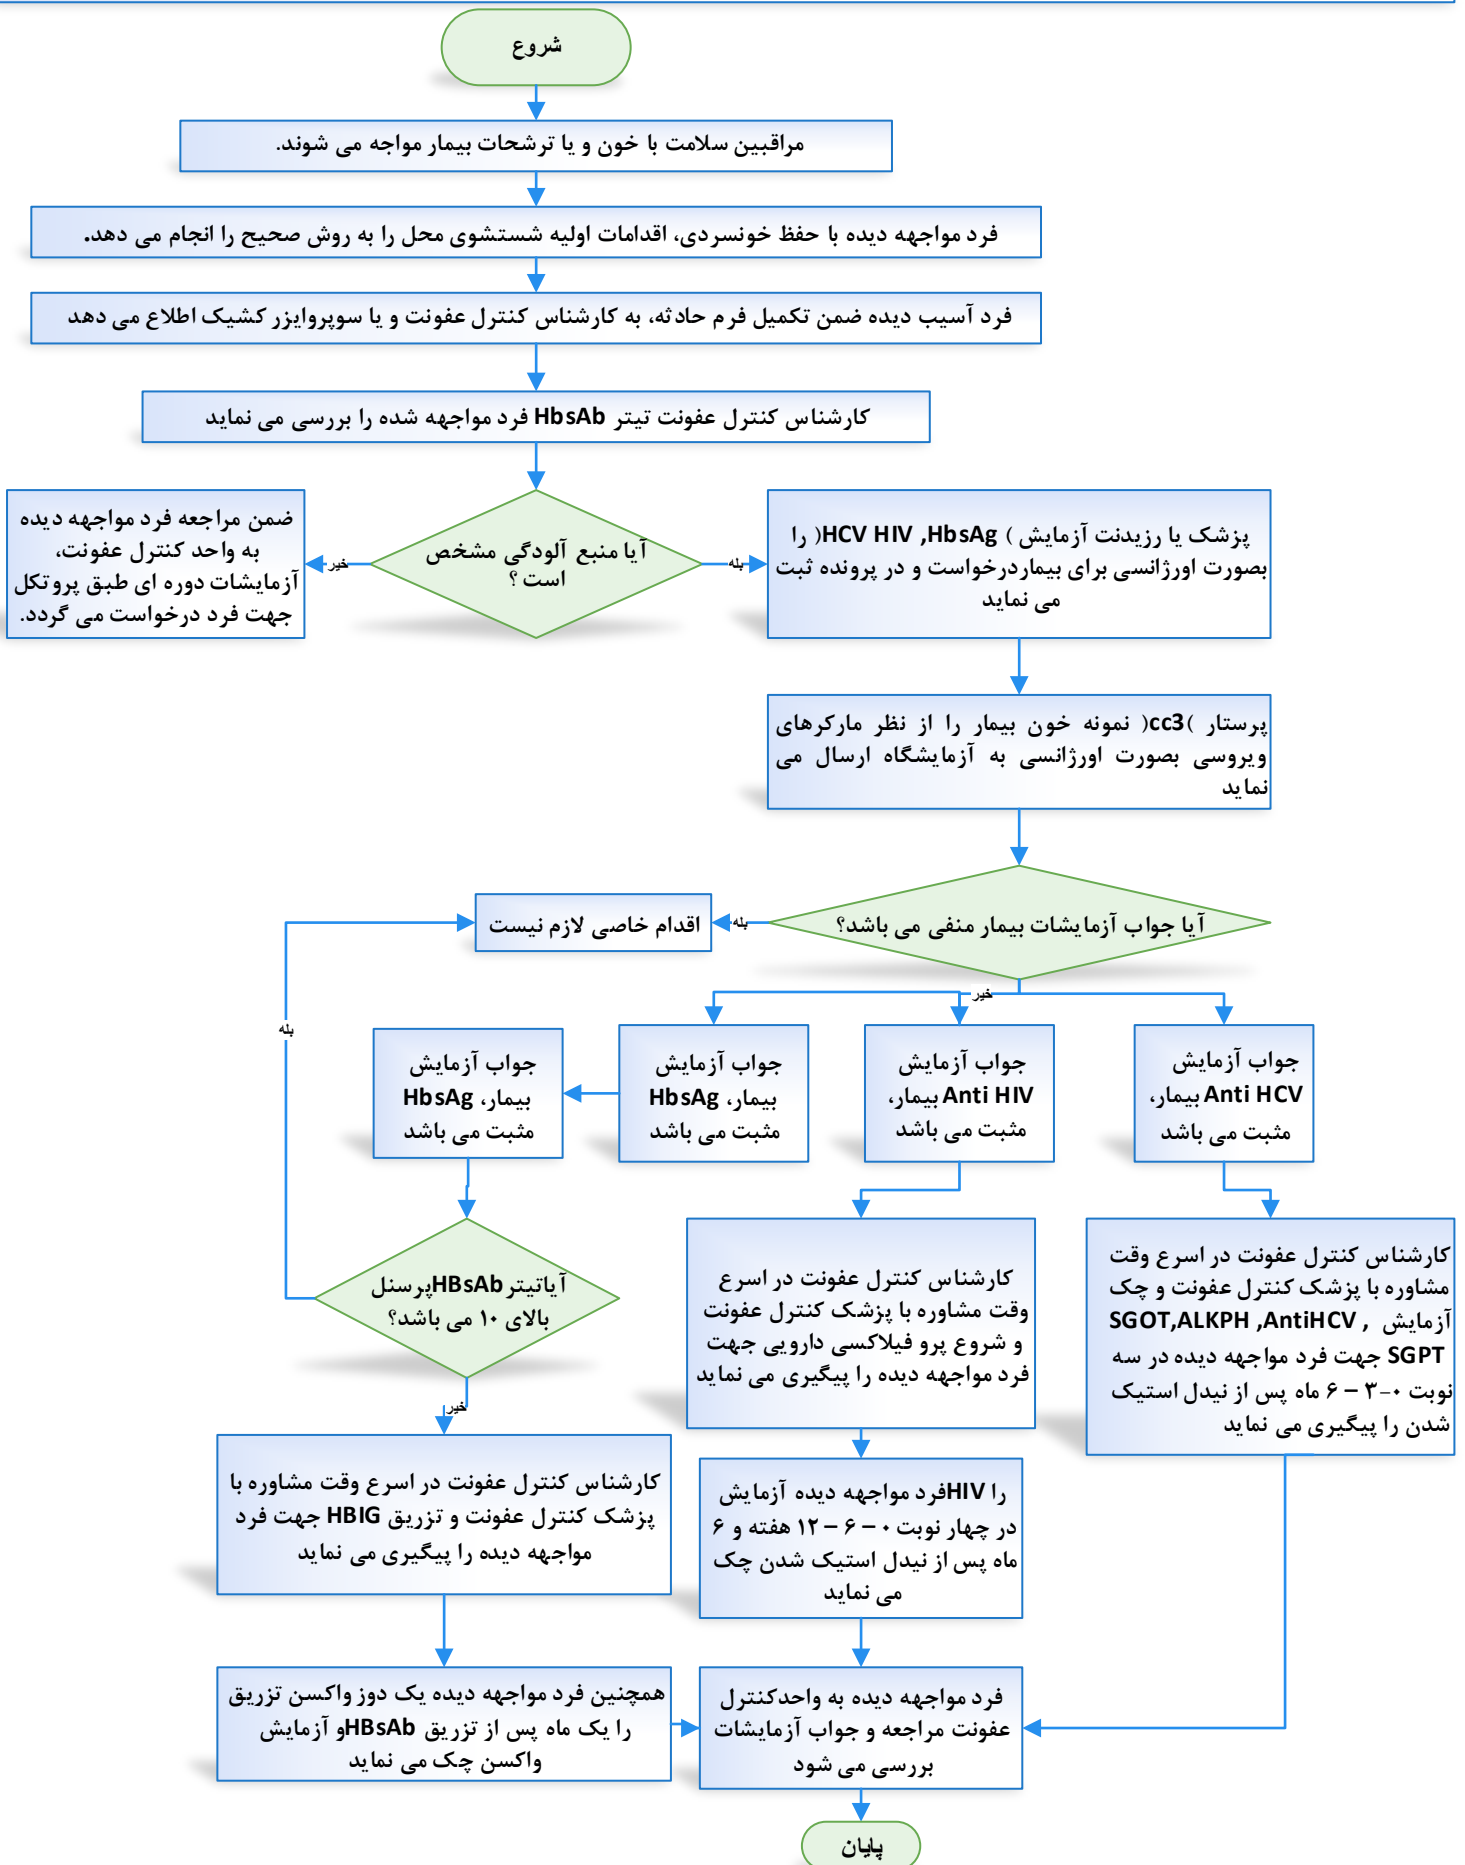 شروع
مراقبین سلامت با خون و یا ترشحات بیمار مواجه می شوند.
فرد مواجهه دیده با حفظ خونسردی، اقدامات اولیه شستشوی محل را به روش صحیح را انجام می دهد.
فرد آسیب دیده ضمن تکمیل فرم حادثه، به کارشناس کنترل عفونت و یا سوپروایزر کشیک اطلاع می دهد
کارشناس کنترل عفونت تیتر HbsAb فرد مواجهه شده را بررسی می نماید
آیا منبع آلودگی مشخص
است ؟
بله
پزشک یا رزیدنت آزمایش ) HCV HIV ,HbsAg( را
بصورت اورژانسی برای بیماردرخواست و در پرونده ثبت
می نماید
خیر
ضمن مراجعه فرد مواجهه دیده
به واحد کنترل عفونت،
آزمایشات دوره ای طبق پروتکل
جهت فرد درخواست می گردد.
پرستار )cc3( نمونه خون بیمار را از نظر مارکرهای
ویروسی بصورت اورژانسی به آزمایشگاه ارسال می
نماید
آیا جواب آزمایشات بیمار منفی می باشد؟
بله
اقدام خاصی لازم نیست
خیر
جواب آزمایش
Anti HCV بیمار،
مثبت می باشد
جواب آزمایش
Anti HIV بیمار،
مثبت می باشد
جواب آزمایش
بیمار، HbsAg
مثبت می باشد
جواب آزمایش
بیمار، HbsAg
مثبت می باشد
بله
آیاتیتر HBsAbپرسنل
بالای ۱۰ می باشد؟
خیر
کارشناس کنترل عفونت در اسرع وقت
مشاوره با پزشک کنترل عفونت و چک
آزمایش SGOT,ALKPH ,AntiHCV ,
SGPT جهت فرد مواجهه دیده در سه
نوبت ۰-۳ – ۶ ماه پس از نیدل استیک
شدن را پیگیری می نماید
کارشناس کنترل عفونت در اسرع
وقت مشاوره با پزشک کنترل عفونت
و شروع پرو فیلاکسی دارویی جهت
فرد مواجهه دیده را پیگیری می نماید
کارشناس کنترل عفونت در اسرع وقت مشاوره با
پزشک کنترل عفونت و تزریق HBIG جهت فرد
مواجهه دیده را پیگیری می نماید
را HIVفرد مواجهه دیده آزمایش
در چهار نوبت ۰ – ۶ – ۱۲ هفته و ۶
ماه پس از نیدل استیک شدن چک
می نماید
همچنین فرد مواجهه دیده یک دوز واکسن تزریق
را یک ماه پس از تزریق HBsAbو آزمایش
واکسن چک می نماید
فرد مواجهه دیده به واحدکنترل
عفونت مراجعه و جواب آزمایشات
بررسی می شود
پایان